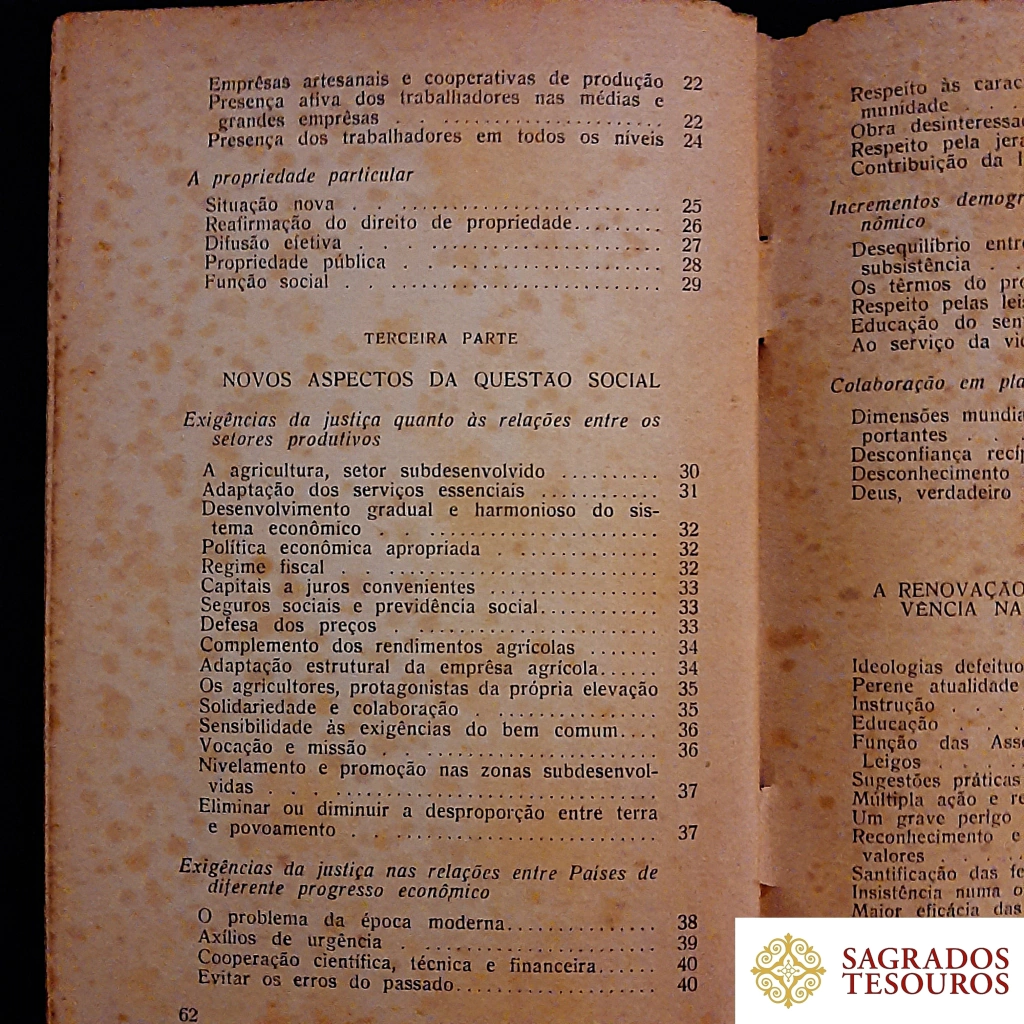 Emprêsas artesanais e cooperativas de produção 22
Presença ativa dos trabalhadores nas médias e
grandes emprêsas . . . . . . . . . . . . . . . . . . . . 22
Presença dos trabalhadores em todos os níveis 24
A propriedade particular
Situação nova . . . . . . . . . . . . . . . . . . . . . . . . 25
Reafirmação do direito de propriedade......... 26
Difusão efetiva . . . . . . . . . . . . . . . . . . . . . . . 27
Propriedade pública . . . . . . . . . . . . . . . . . . . 28
Função social . . . . . . . . . . . . . . . . . . . . . . . . 29
TERCEIRA PARTE
NOVOS ASPECTOS DA QUESTÃO SOCIAL
Exigências da justiça quanto às relações entre os
setores produtivos
A agricultura, setor subdesenvolvido .......... 30
Adaptação dos serviços essenciais ............ 31
Desenvolvimento gradual e harmonioso do sis-
tema econômico . . . . . . . . . . . . . . . . . . . . . 32
Política econômica apropriada . .............. 32
Regime fiscal . . . . . . . . . . . . . . . . . . . . . . . . 32
Capitais a juros convenientes ................. 33
Seguros sociais e previdência social............ 33
Defesa dos preços . . . . . . . . . . . . . . . . . . . . 33
Complemento dos rendimentos agrícolas ....... 34
Adaptação estrutural da emprêsa agrícola...... 34
Os agricultores, protagonistas da própria elevação 35
Solidariedade e colaboração . ................ 35
Sensibilidade às exigências do bem comum.... 36
Vocação e missão . . . . . . . . . . . . . . . . . . . . . 36
Nivelamento e promoção nas zonas subdesenvol-
vidas . . . . . . . . . . . . . . . . . . . . . . . . . . . . . . 37
Eliminar ou diminuir a desproporção entre terra
e povoamento . . . . . . . . . . . . . . . . . . . . . . . 37
Exigências da justiça nas relações entre Países de
diferente progresso econômico
O problema da época moderna............... 38
Axílios de urgência . . . . . . . . . . . . . . . . . . . . 39
Cooperação científica, técnica e financeira...... 40
Evitar os erros do passado.................... 40
62
Respeito às carac
munidade . . .
Obra desinteressa
Respeito pela jera
Contribuição da I
Incrementos demogr
nômico
Desequilíbrio entre
subsistência . .
Os têrmos do pro
Respeito pelas leis
Educação do sen
Ao serviço da vid
Colaboração em pla
Dimensões mundia
portantes . . .
Desconfiança recíp
Desconhecimento
Deus, verdadeiro
A RENOVAÇÃO
VÊNCIA NA
Ideologias defeituo
Perene atualidade
Instrução . . . .
Educação . . . .
Função das Asso
Leigos . . . . .
Sugestões práticas
Múltipla ação e re
Um grave perigo
Reconhecimento e
valores . . . . .
Santificação das fe
Insistência numa o
Maior eficácia das
SAGRADOS
TESOUROS